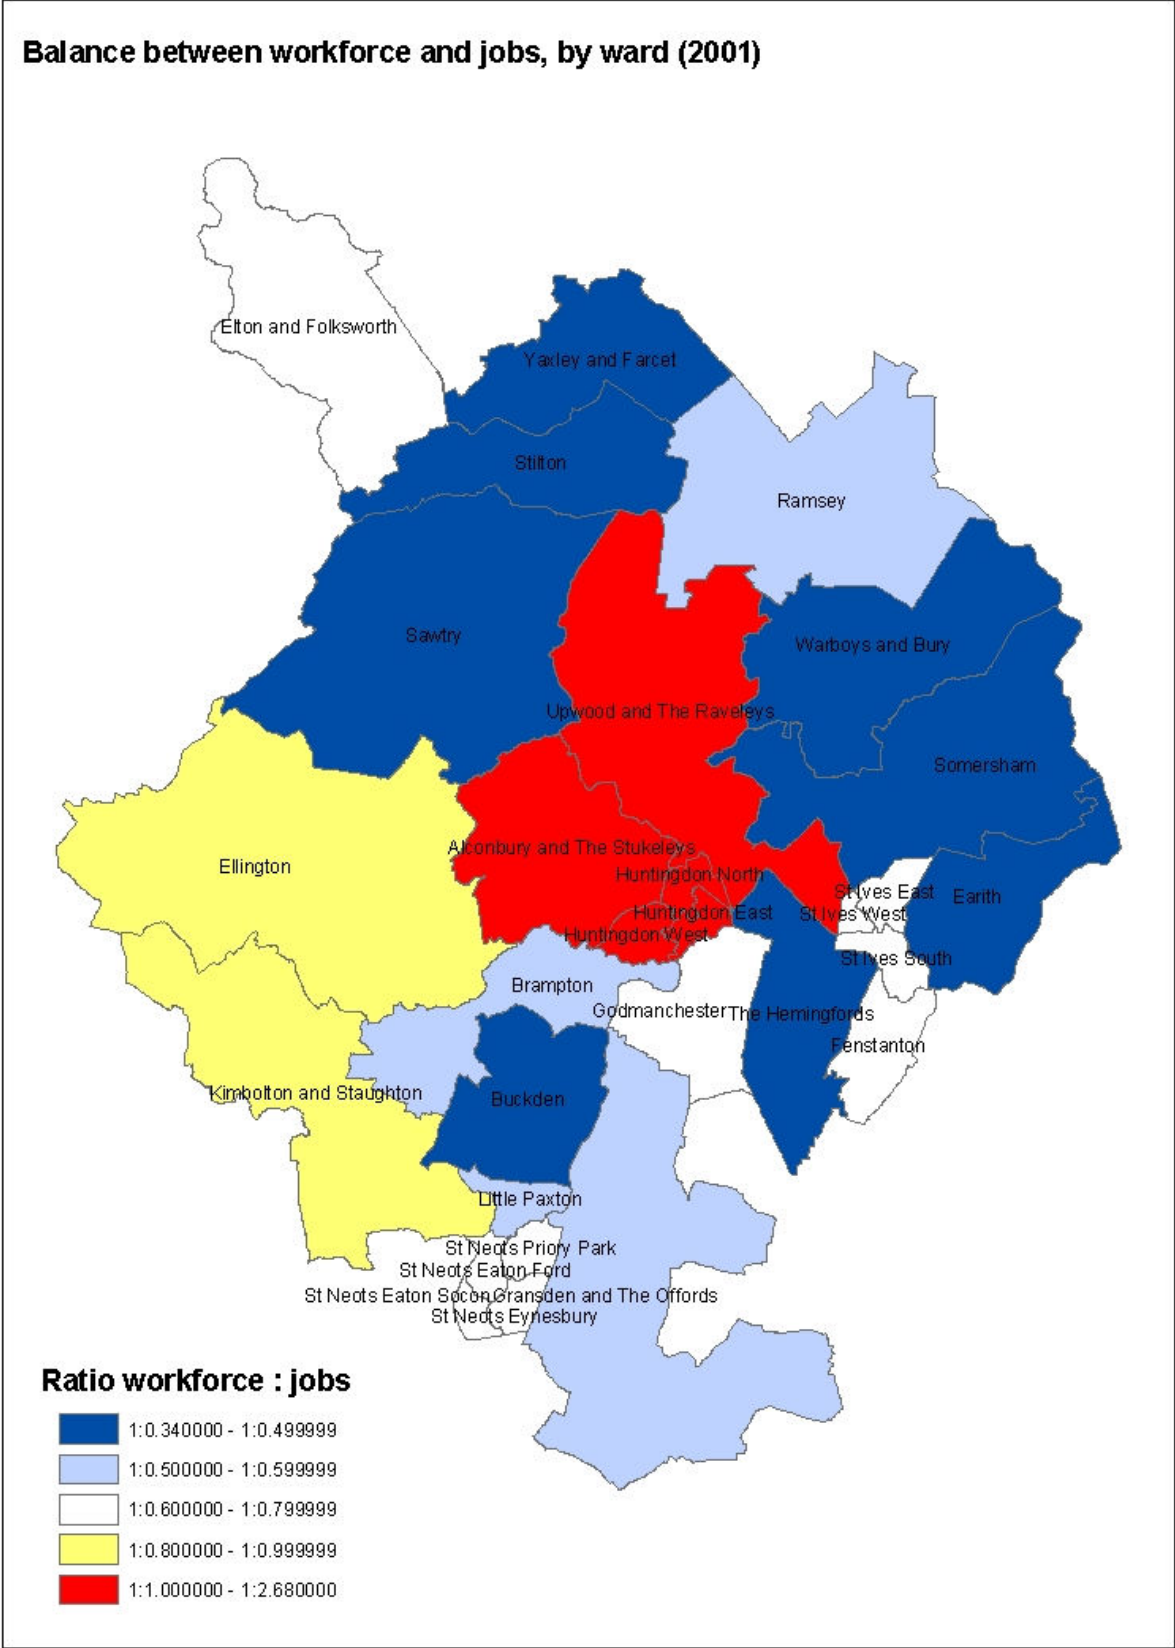 Balance between workforce and jobs, by ward (2001)
Elton and Folksworth
Yaxley and Farcet
Stilton
Ramsey
Sawtry
Warboys and Bury
Upwood and The Raveleys
Somersham
Alconbury and The Stukeleys
Ellington
Huntingdon North
St Ives East
Earith
Huntingdon East
St Ives West
Huntingdon West
St Ives South
Brampton
Godmanchester
The Hemingfords
Fenstanton
Kimbolton and Staughton
Buckden
Little Paxton
St Neots Priory Park
St Neots Eaton Ford
St Neots Eaton Socon
Gransden and The Offords
St Neots Eynesbury
Ratio workforce : jobs
1:0.340000 - 1:0.499999
1:0.500000 - 1:0.599999
1:0.600000 - 1:0.799999
1:0.800000 - 1:0.999999
1:1.000000 - 1:2.680000